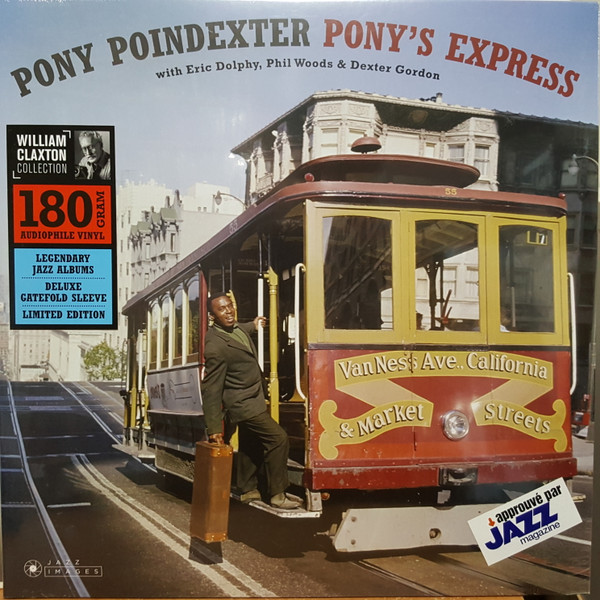 PONY POINDEXTER PONY'S EXPRESS
with Eric Dolphy, Phil Woods & Dexter Gordon
WILLIAM
CLAXTON
COLLECTION
180 GRAM
AUDIOPHILE VINYL
LEGENDARY
JAZZ ALBUMS
DELUXE
GATEFOLD SLEEVE
LIMITED EDITION
55
Van Ness Ave., California
& Market Streets
approuvé par
JAZZ
magazine
JAZZ
IMAGES